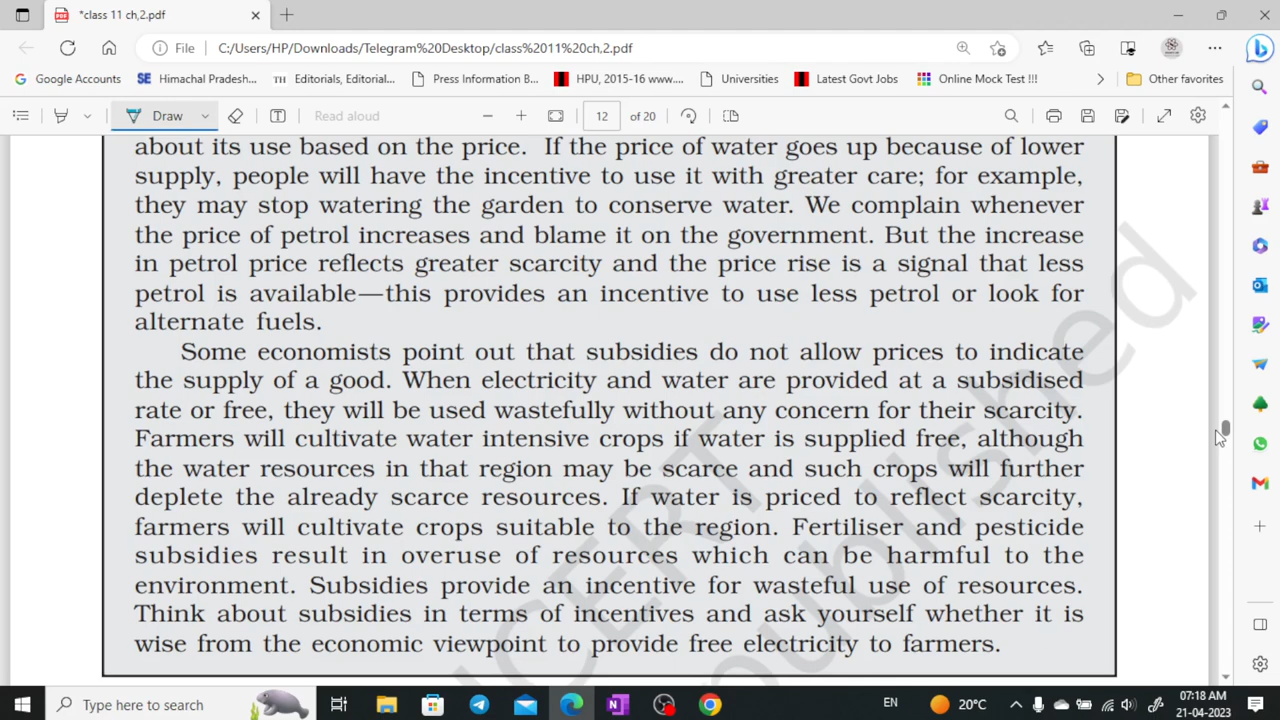 *class 11 ch,2.pdf
File C:/Users/HP/Downloads/Telegram%20Desktop/class%2011%20ch,2.pdf
Google Accounts Himachal Pradesh... Editorials, Editorial... Press Information B... HPU, 2015-16 www.... Universities Latest Govt Jobs Online Mock Test !!! Other favorites
Draw Read aloud 12 of 20
about its use based on the price. If the price of water goes up because of lower
supply, people will have the incentive to use it with greater care; for example,
they may stop watering the garden to conserve water. We complain whenever
the price of petrol increases and blame it on the government. But the increase
in petrol price reflects greater scarcity and the price rise is a signal that less
petrol is available—this provides an incentive to use less petrol or look for
alternate fuels.
Some economists point out that subsidies do not allow prices to indicate
the supply of a good. When electricity and water are provided at a subsidised
rate or free, they will be used wastefully without any concern for their scarcity.
Farmers will cultivate water intensive crops if water is supplied free, although
the water resources in that region may be scarce and such crops will further
deplete the already scarce resources. If water is priced to reflect scarcity,
farmers will cultivate crops suitable to the region. Fertiliser and pesticide
subsidies result in overuse of resources which can be harmful to the
environment. Subsidies provide an incentive for wasteful use of resources.
Think about subsidies in terms of incentives and ask yourself whether it is
wise from the economic viewpoint to provide free electricity to farmers.
NCERT
republished
Type here to search EN 20°C 07:18 AM
21-04-2023